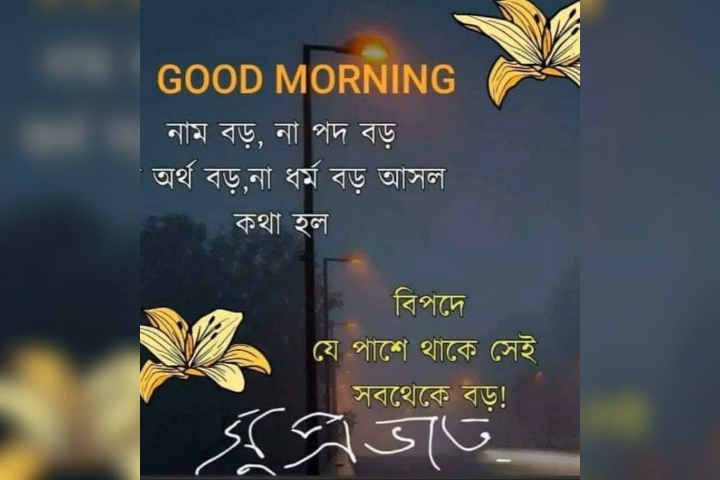 GOOD MORNING
নাম বড়, না পদ বড়
অর্থ বড়,না ধর্ম বড় আসল
কথা হল
বিপদে
যে পাশে থাকে সেই
সবথেকে বড়!
সুপ্রভাত